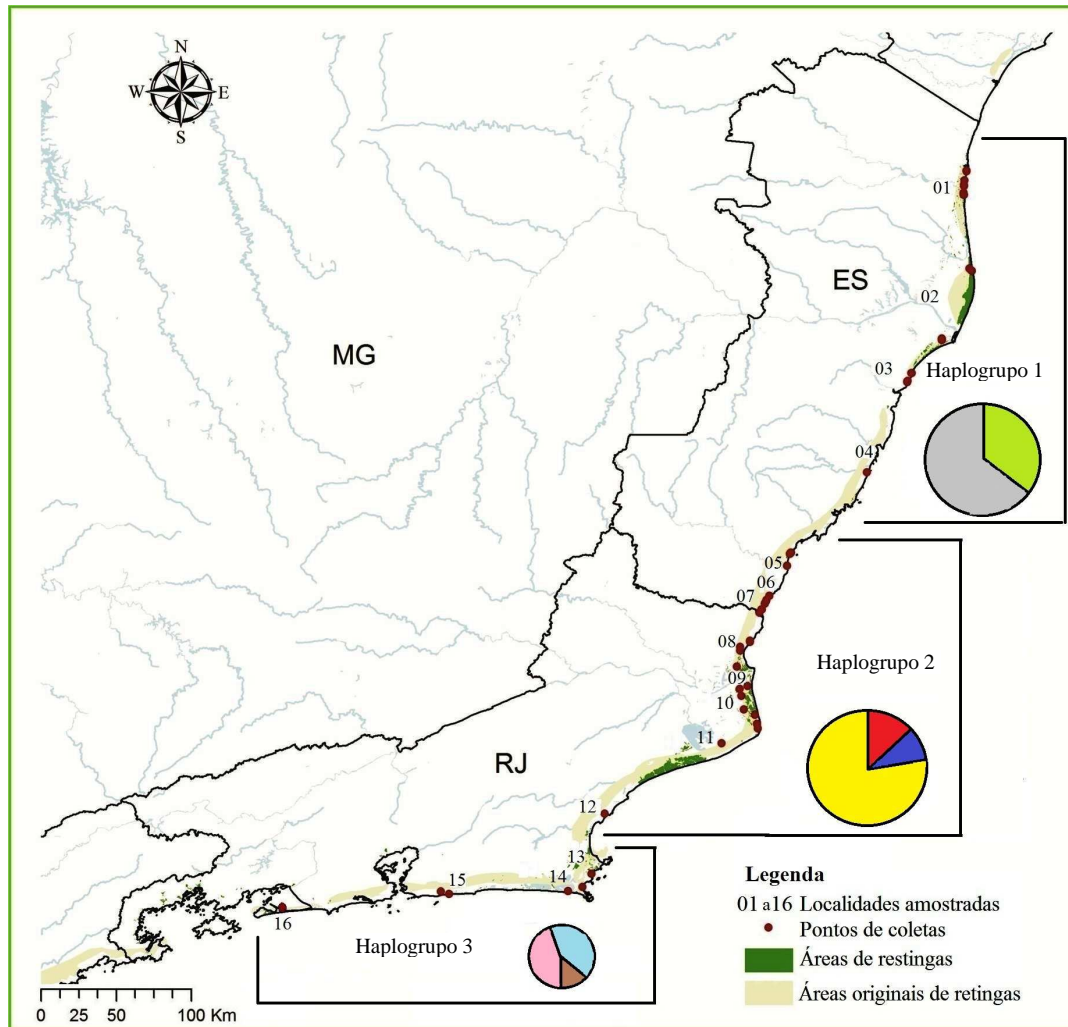 N
W E
S
01
ES
02
MG
03
Haplogrupo 1
04
05
06
07
08
Haplogrupo 2
09
10
11
RJ
12
13
14
15
16
Haplogrupo 3
Legenda
01 a 16 Localidades amostradas
Pontos de coletas
Áreas de restingas
Áreas originais de retingas
0 25 50 100 Km